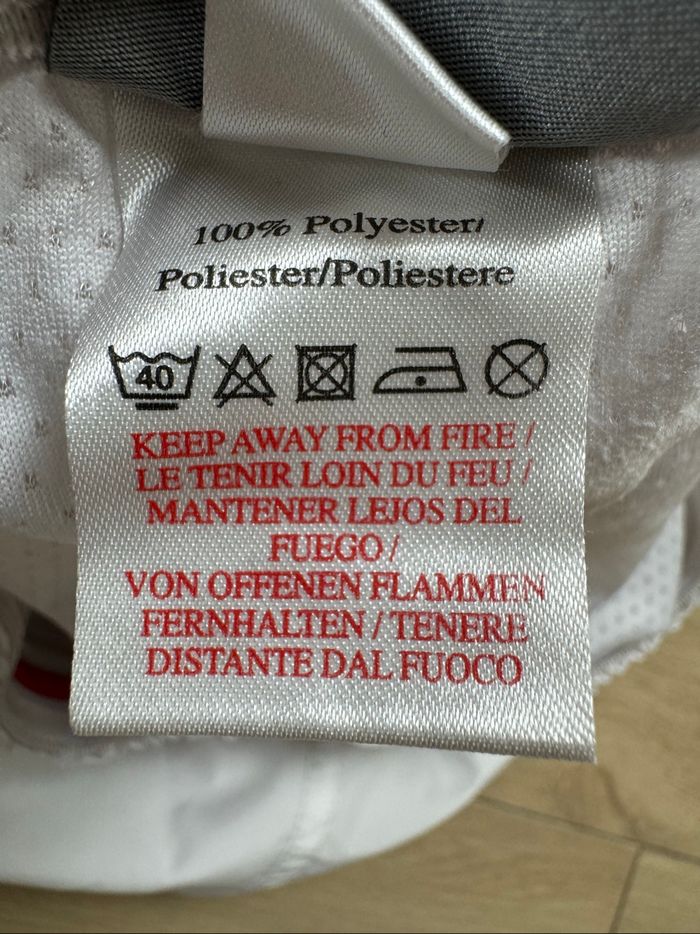 100% Polyester/
Poliester/Poliestere
40
KEEP AWAY FROM FIRE /
LE TENIR LOIN DU FEU /
MANTENER LEJOS DEL
FUEGO /
VON OFFENEN FLAMMEN
FERNHALTEN / TENERE
DISTANTE DAL FUOCO